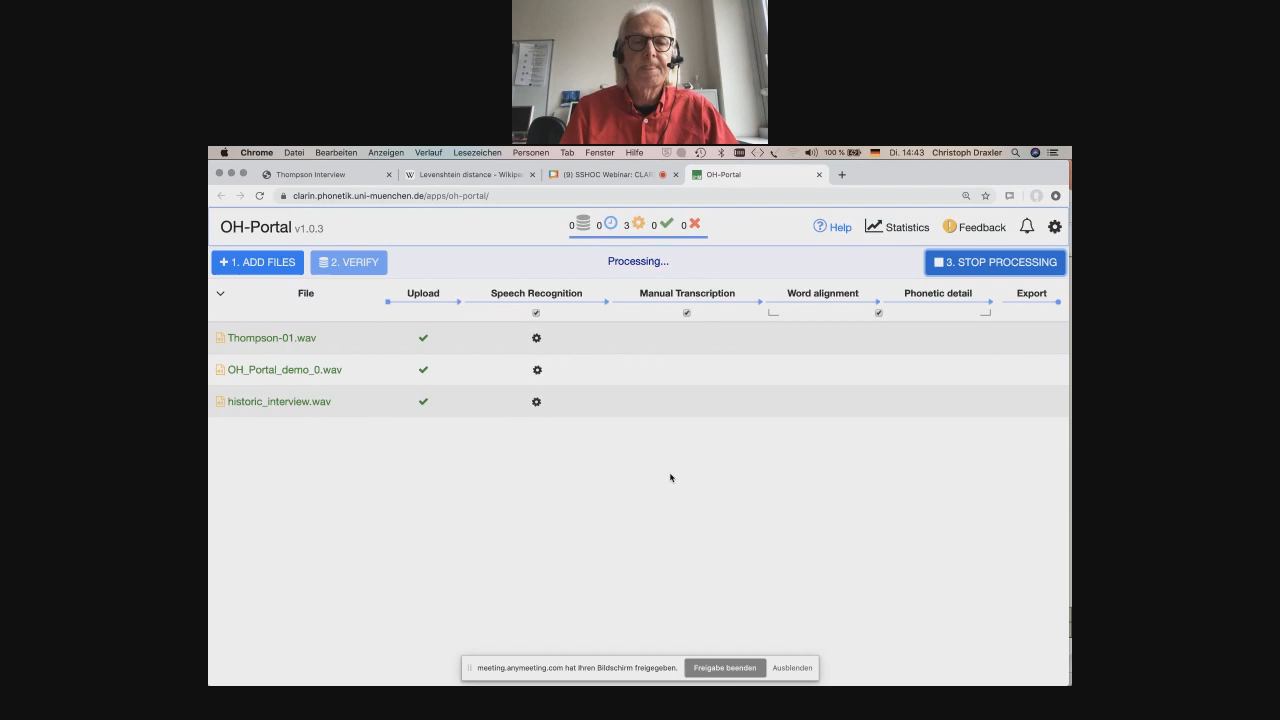 Chrome Datei Bearbeiten Anzeigen Verlauf Lesezeichen Personen Tab Fenster Hilfe 100 % Di. 14:43 Christoph Draxler
Thompson Interview Levenshtein distance - Wikipe (9) SSHOC Webinar: CLAR OH-Portal
clarin.phonetik.uni-muenchen.de/apps/oh-portal/
OH-Portal v1.0.3 0 0 3 0 0 Help Statistics Feedback
+ 1. ADD FILES 2. VERIFY Processing... 3. STOP PROCESSING
File Upload Speech Recognition Manual Transcription Word alignment Phonetic detail Export
Thompson-01.wav
OH_Portal_demo_0.wav
historic_interview.wav
meeting.anymeeting.com hat Ihren Bildschirm freigegeben. Freigabe beenden Ausblenden